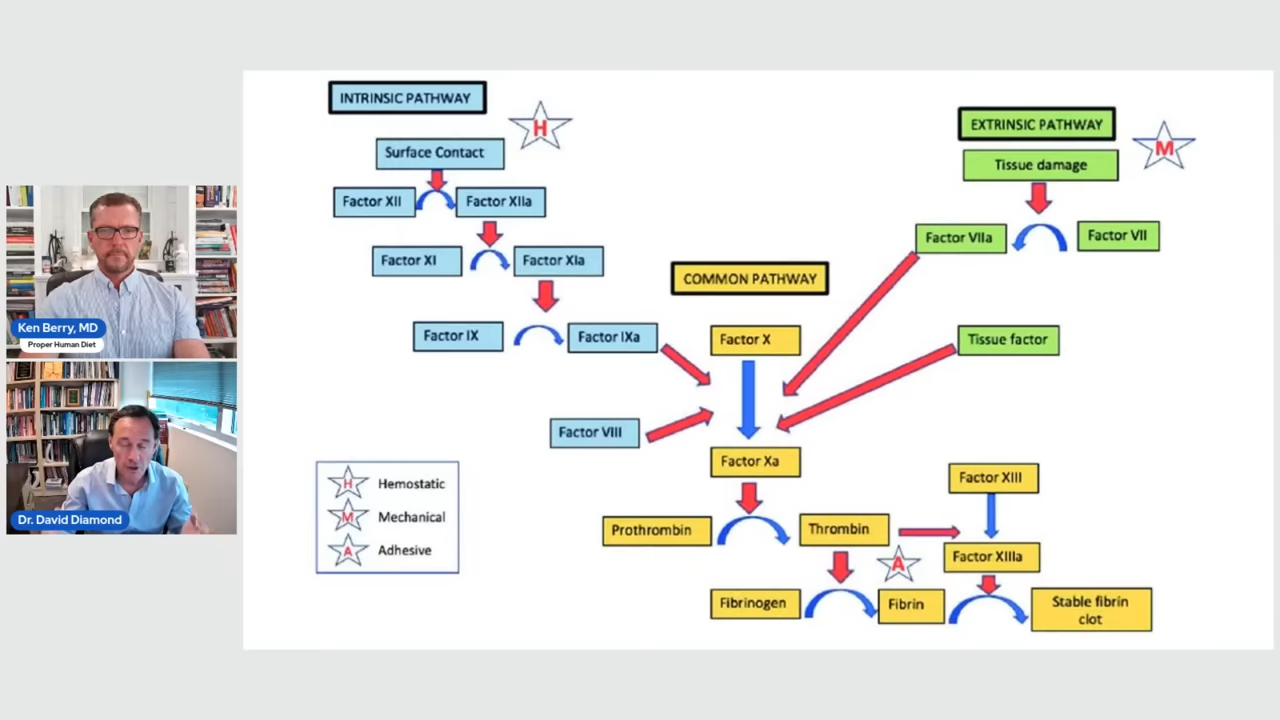 INTRINSIC PATHWAY
H
Surface Contact
Factor XII
Factor XIIa
Factor XI
Factor XIa
Factor IX
Factor IXa
Factor VIII
EXTRINSIC PATHWAY
M
Tissue damage
Factor VIIa
Factor VII
Tissue factor
COMMON PATHWAY
Factor X
Factor Xa
Prothrombin
Thrombin
A
Fibrinogen
Fibrin
Factor XIII
Factor XIIIa
Stable fibrin
clot
H Hemostatic
M Mechanical
A Adhesive
Ken Berry, MD
Proper Human Diet
Dr. David Diamond